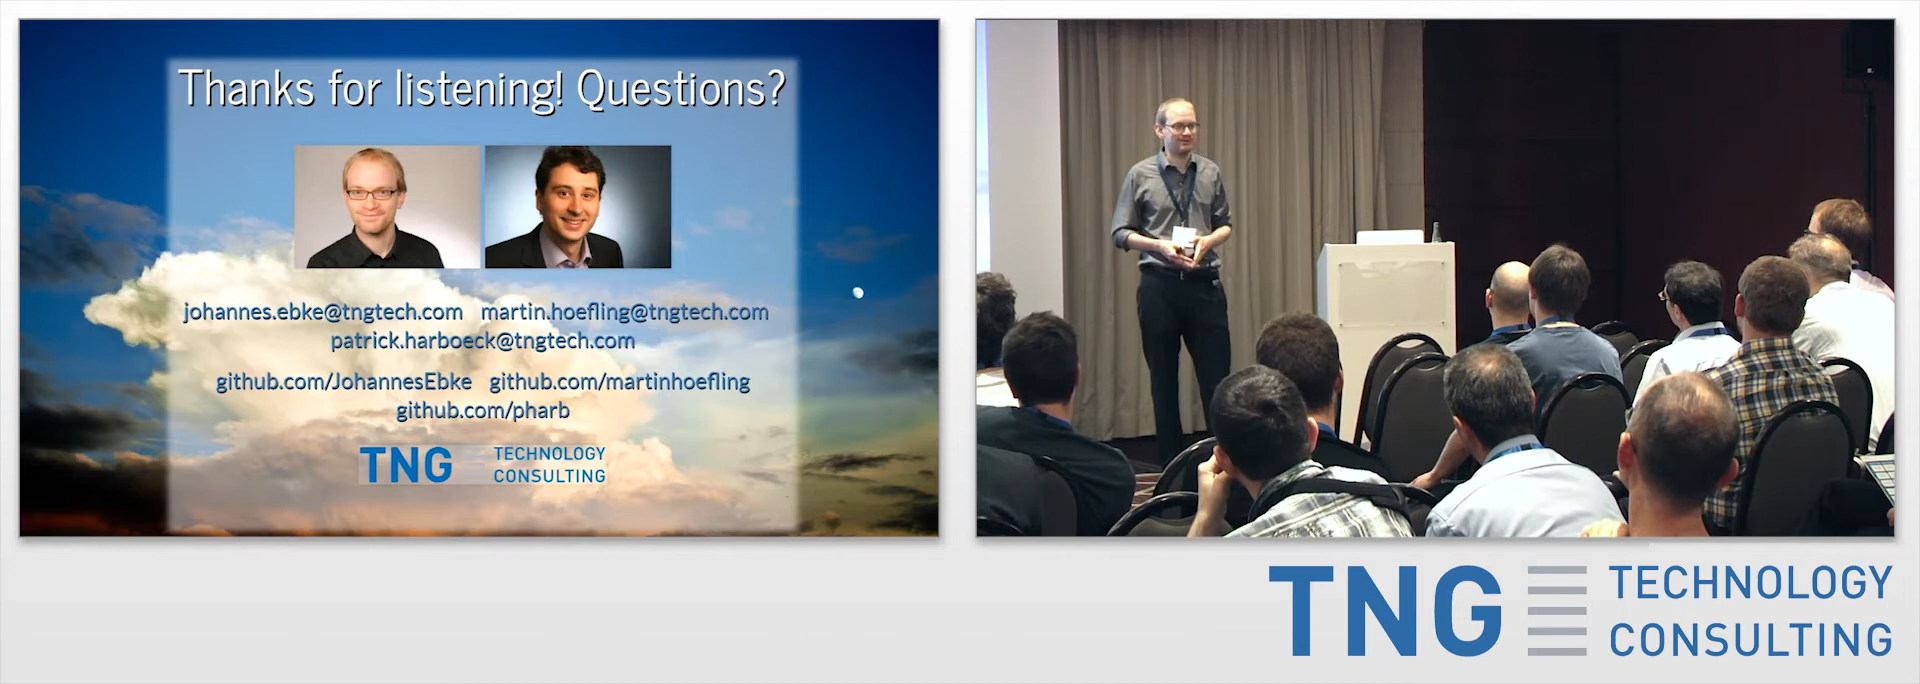 Thanks for listening! Questions?
johannes.ebke@tngtech.com martin.hoefling@tngtech.com
patrick.harboeck@tngtech.com
github.com/JohannesEbke github.com/martinhoefling
github.com/pharb
TNG TECHNOLOGY
CONSULTING
TNG TECHNOLOGY
CONSULTING